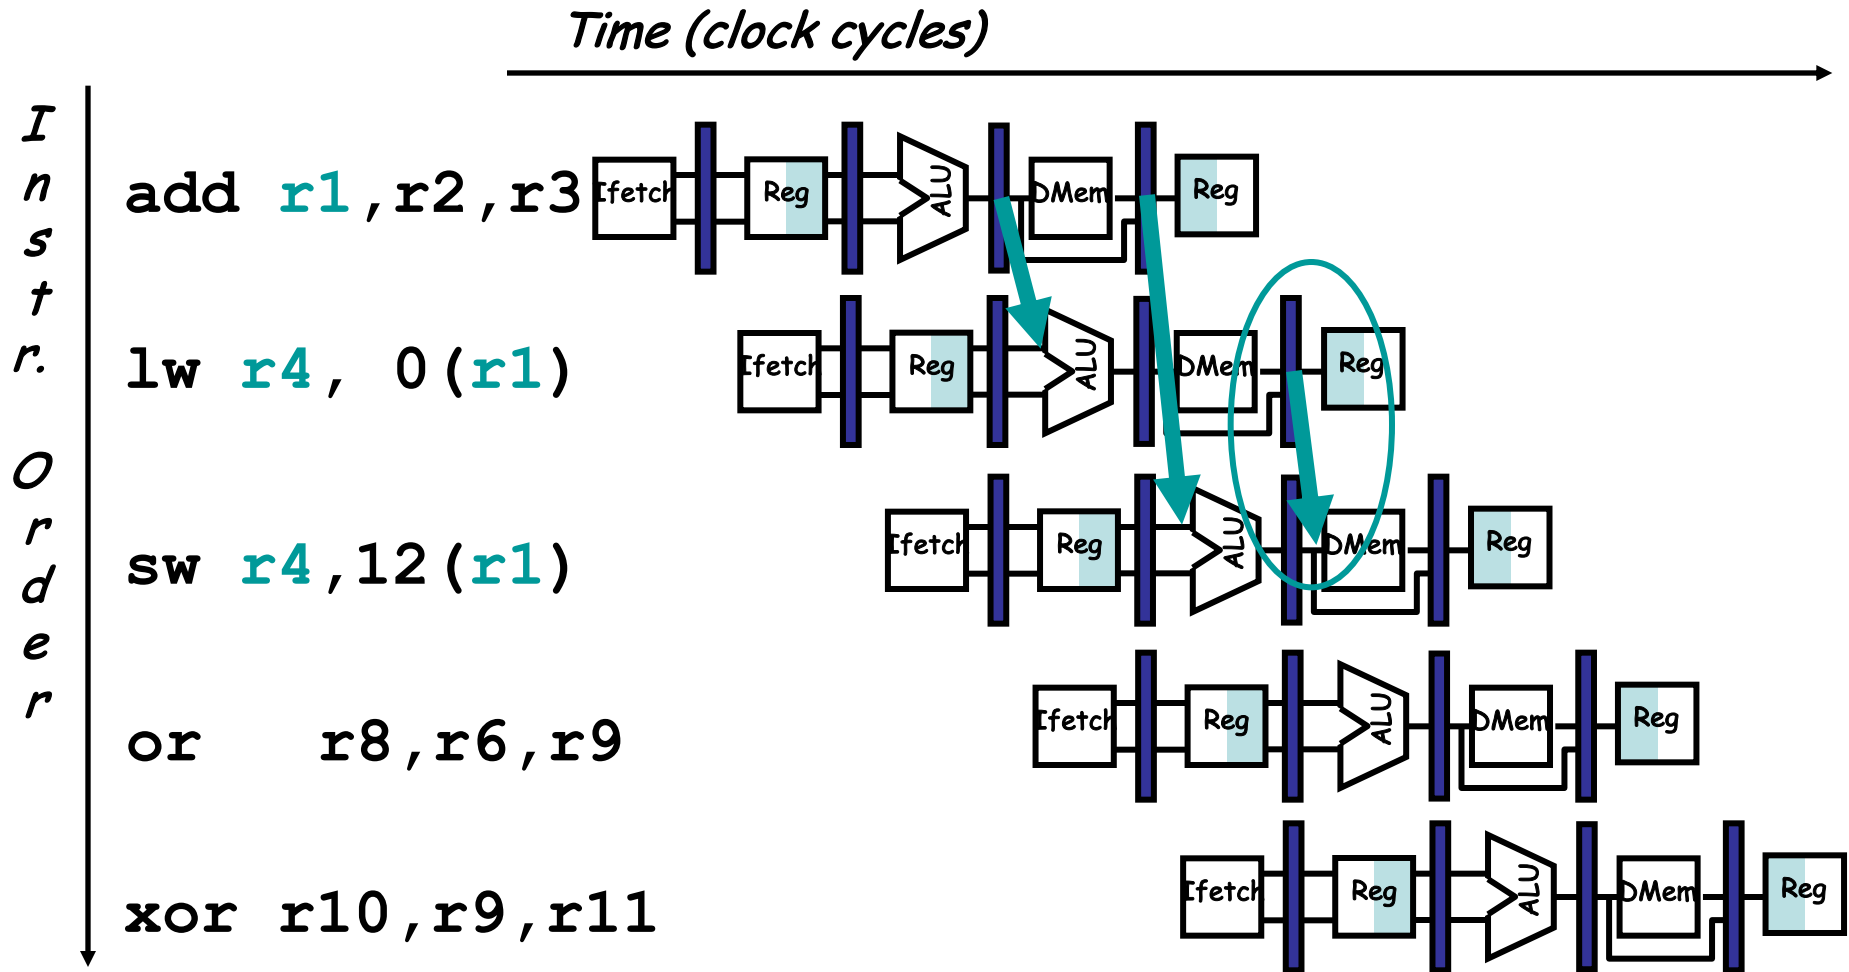 Time (clock cycles)
Instr. Order
add r1,r2,r3 Ifetch Reg ALU DMem Reg
lw r4, 0(r1) Ifetch Reg ALU DMem Reg
sw r4,12(r1) Ifetch Reg ALU DMem Reg
or r8,r6,r9 Ifetch Reg ALU DMem Reg
xor r10,r9,r11 Ifetch Reg ALU DMem Reg